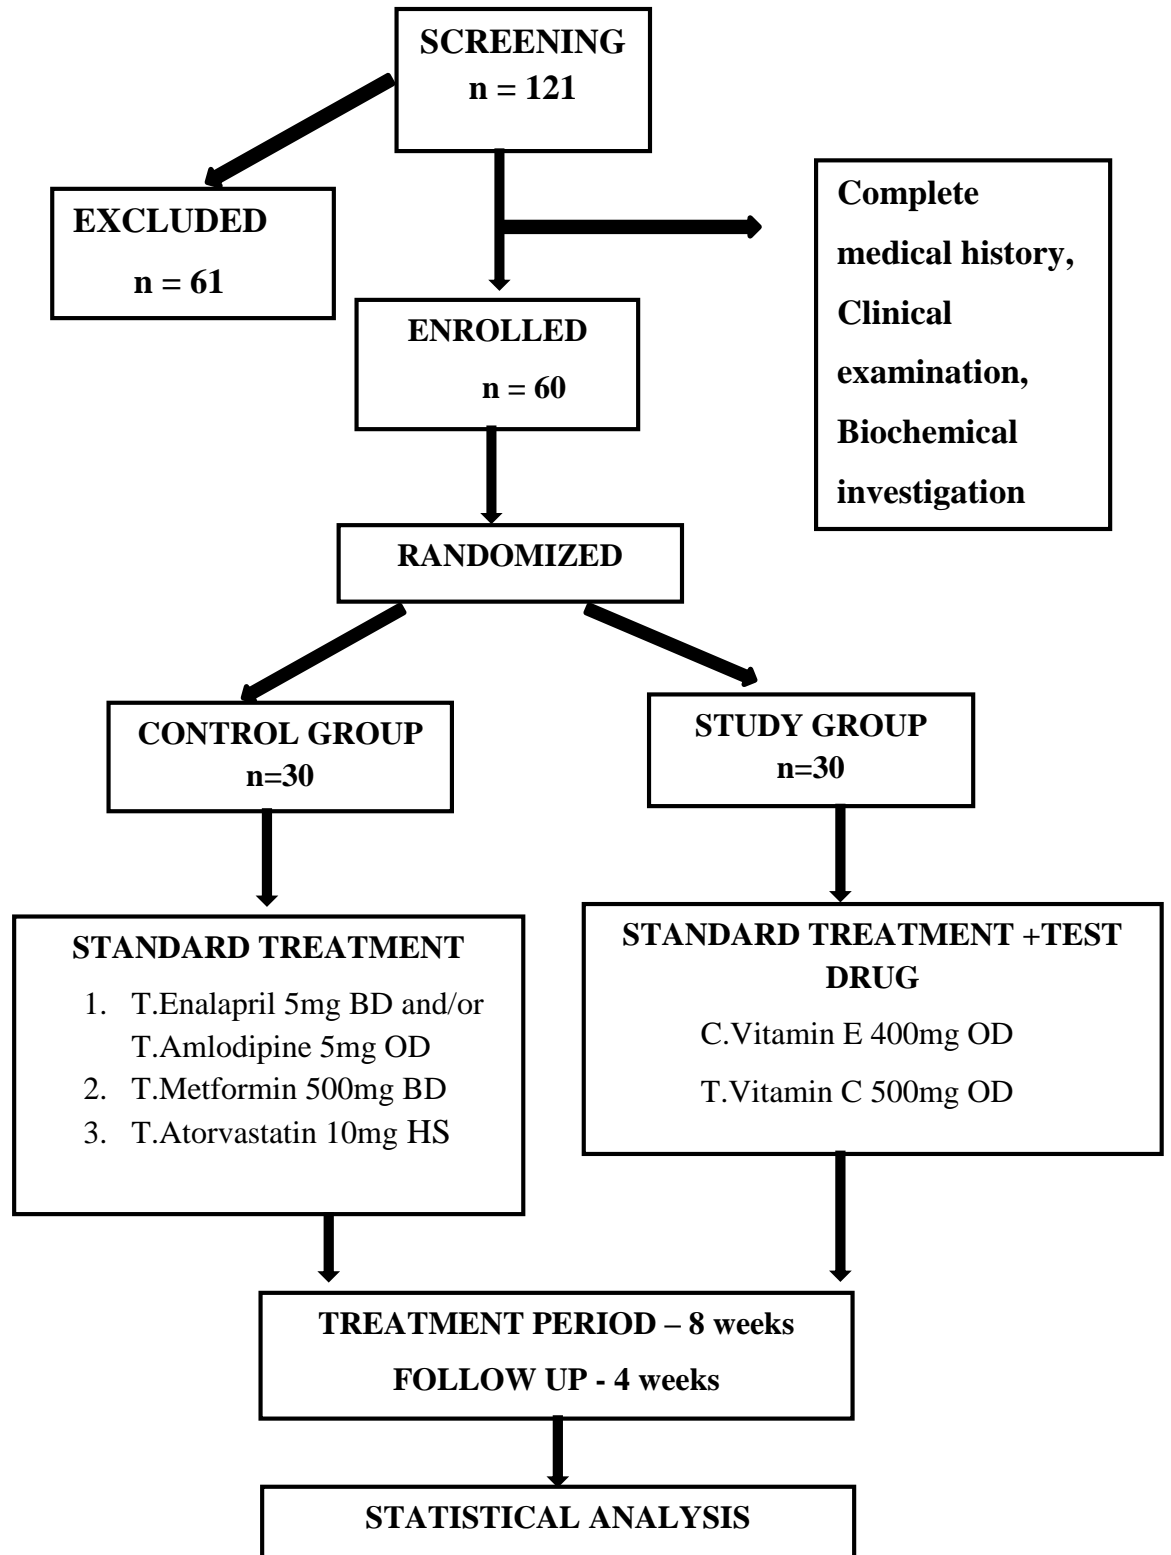 SCREENING
n = 121
EXCLUDED
n = 61
Complete
medical history,
Clinical
examination,
Biochemical
investigation
ENROLLED
n = 60
RANDOMIZED
CONTROL GROUP
n=30
STUDY GROUP
n=30
STANDARD TREATMENT
1. T.Enalapril 5mg BD and/or
T.Amlodipine 5mg OD
2. T.Metformin 500mg BD
3. T.Atorvastatin 10mg HS
STANDARD TREATMENT +TEST
DRUG
C.Vitamin E 400mg OD
T.Vitamin C 500mg OD
TREATMENT PERIOD – 8 weeks
FOLLOW UP - 4 weeks
STATISTICAL ANALYSIS